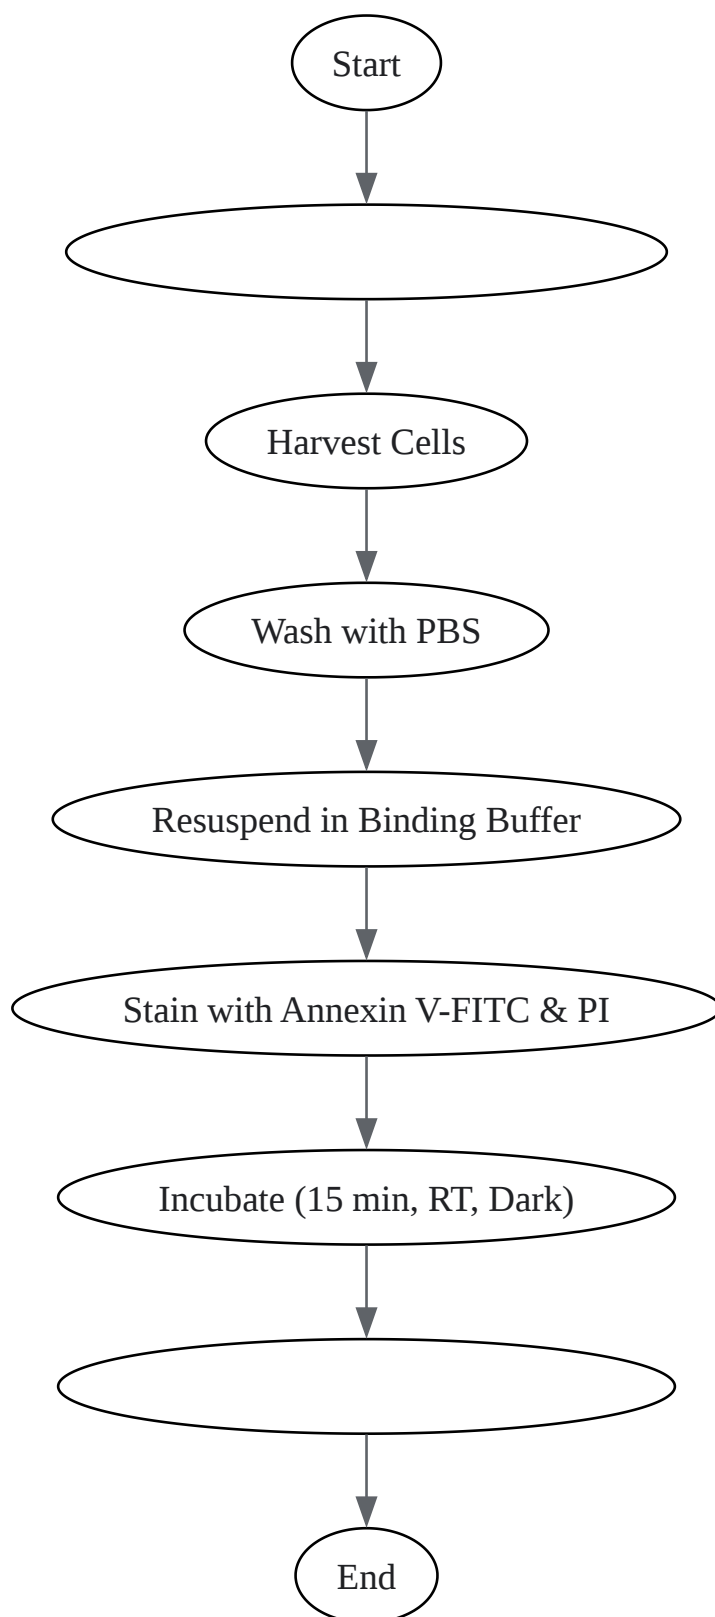 Start
Harvest Cells
Wash with PBS
Resuspend in Binding Buffer
Stain with Annexin V-FITC & PI
Incubate (15 min, RT, Dark)
End